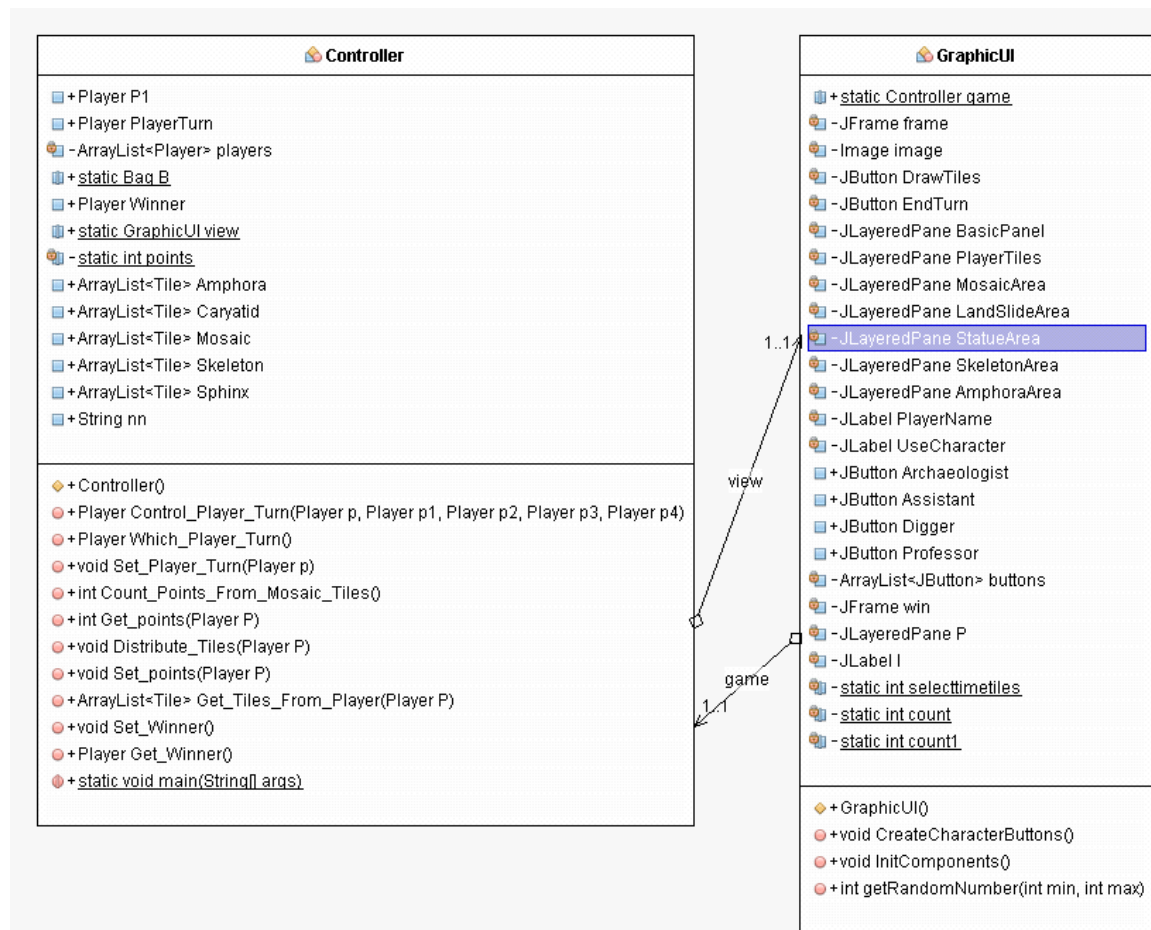 Controller
+Player P1
+Player PlayerTurn
-ArrayList<Player> players
+static Bag B
+Player Winner
+static GraphicUI view
-static int points
+ArrayList<Tile> Amphora
+ArrayList<Tile> Caryatid
+ArrayList<Tile> Mosaic
+ArrayList<Tile> Skeleton
+ArrayList<Tile> Sphinx
+String nn
+Controller()
+Player Control_Player_Turn(Player p, Player p1, Player p2, Player p3, Player p4)
+Player Which_Player_Turn()
+void Set_Player_Turn(Player p)
+int Count_Points_From_Mosaic_Tiles()
+int Get_points(Player P)
+void Distribute_Tiles(Player P)
+void Set_points(Player P)
+ArrayList<Tile> Get_Tiles_From_Player(Player P)
+void Set_Winner()
+Player Get_Winner()
+static void main(String[] args)
1..1
view
game
1..1
GraphicUI
+static Controller game
-JFrame frame
-Image image
-JButton DrawTiles
-JButton EndTurn
-JLayeredPane BasicPanel
-JLayeredPane PlayerTiles
-JLayeredPane MosaicArea
-JLayeredPane LandSlideArea
-JLayeredPane StatueArea
-JLayeredPane SkeletonArea
-JLayeredPane AmphoraArea
-JLabel PlayerName
-JLabel UseCharacter
+JButton Archaeologist
+JButton Assistant
+JButton Digger
+JButton Professor
-ArrayList<JButton> buttons
-JFrame win
-JLayeredPane P
-JLabel l
-static int selecttimetiles
-static int count
-static int count1
+GraphicUI()
+void CreateCharacterButtons()
+void InitComponents()
+int getRandomNumber(int min, int max)